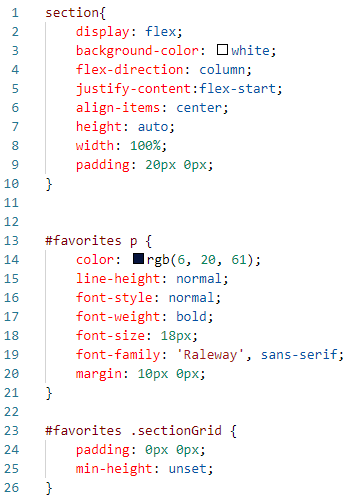 1 section{
2 display: flex;
3 background-color: white;
4 flex-direction: column;
5 justify-content:flex-start;
6 align-items: center;
7 height: auto;
8 width: 100%;
9 padding: 20px 0px;
10 }
11
12
13 #favorites p {
14 color: rgb(6, 20, 61);
15 line-height: normal;
16 font-style: normal;
17 font-weight: bold;
18 font-size: 18px;
19 font-family: 'Raleway', sans-serif;
20 margin: 10px 0px;
21 }
22
23 #favorites .sectionGrid {
24 padding: 0px 0px;
25 min-height: unset;
26 }